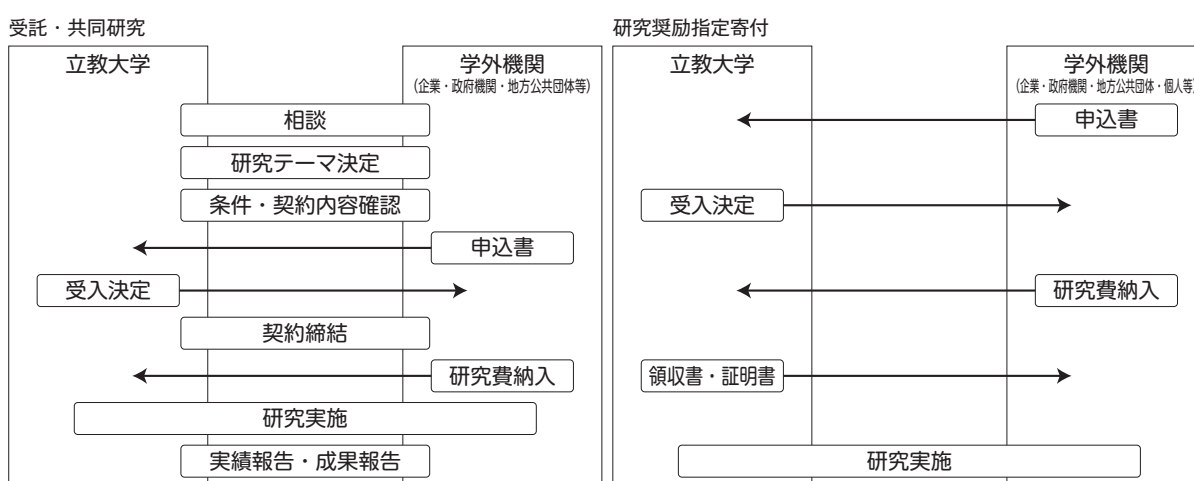 受託・共同研究
立教大学
学外機関
(企業・政府機関・地方公共団体等)
相談
研究テーマ決定
条件・契約内容確認
申込書
受入決定
契約締結
研究費納入
研究実施
実績報告・成果報告
研究奨励指定寄付
立教大学
学外機関
(企業・政府機関・地方公共団体・個人等)
申込書
受入決定
研究費納入
領収書・証明書
研究実施